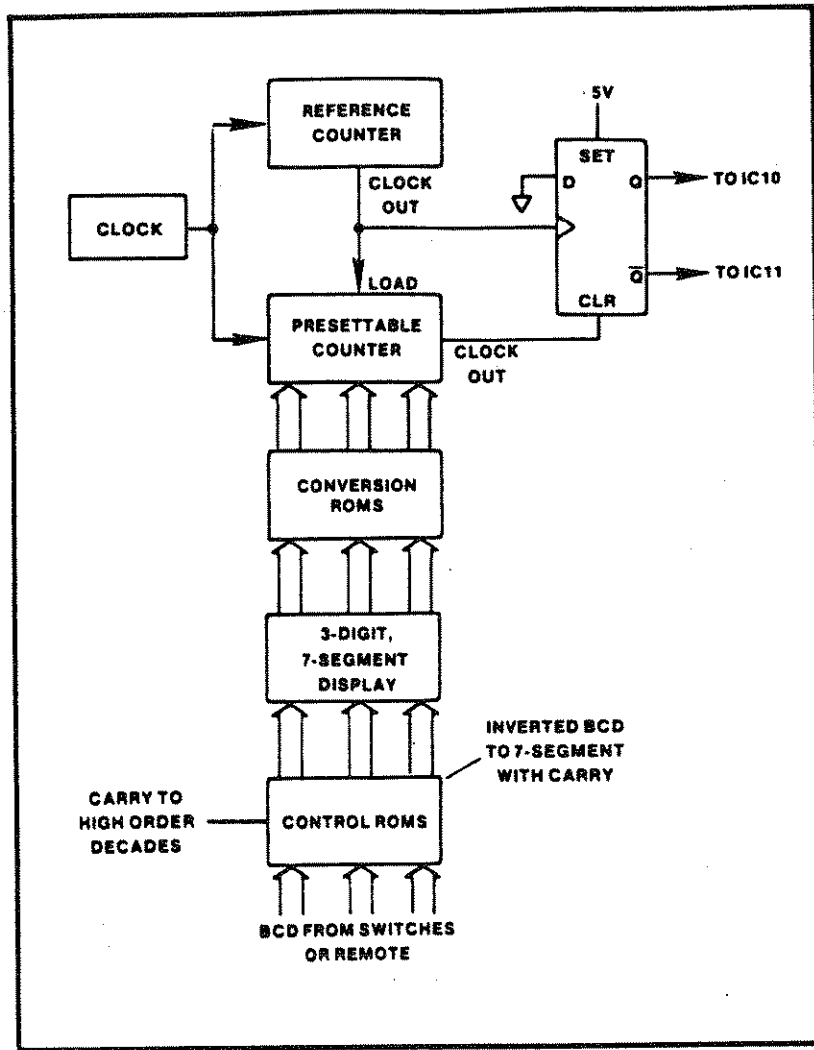 REFERENCE
COUNTER
5V
SET
D
Q
TO IC10
CLOCK
OUT
CLOCK
Q
TO IC11
LOAD
CLR
PRESETTABLE
COUNTER
CLOCK
OUT
CONVERSION
ROMS
3-DIGIT,
7-SEGMENT
DISPLAY
INVERTED BCD
TO 7-SEGMENT
WITH CARRY
CARRY TO
HIGH ORDER
DECADES
CONTROL ROMS
BCD FROM SWITCHES
OR REMOTE